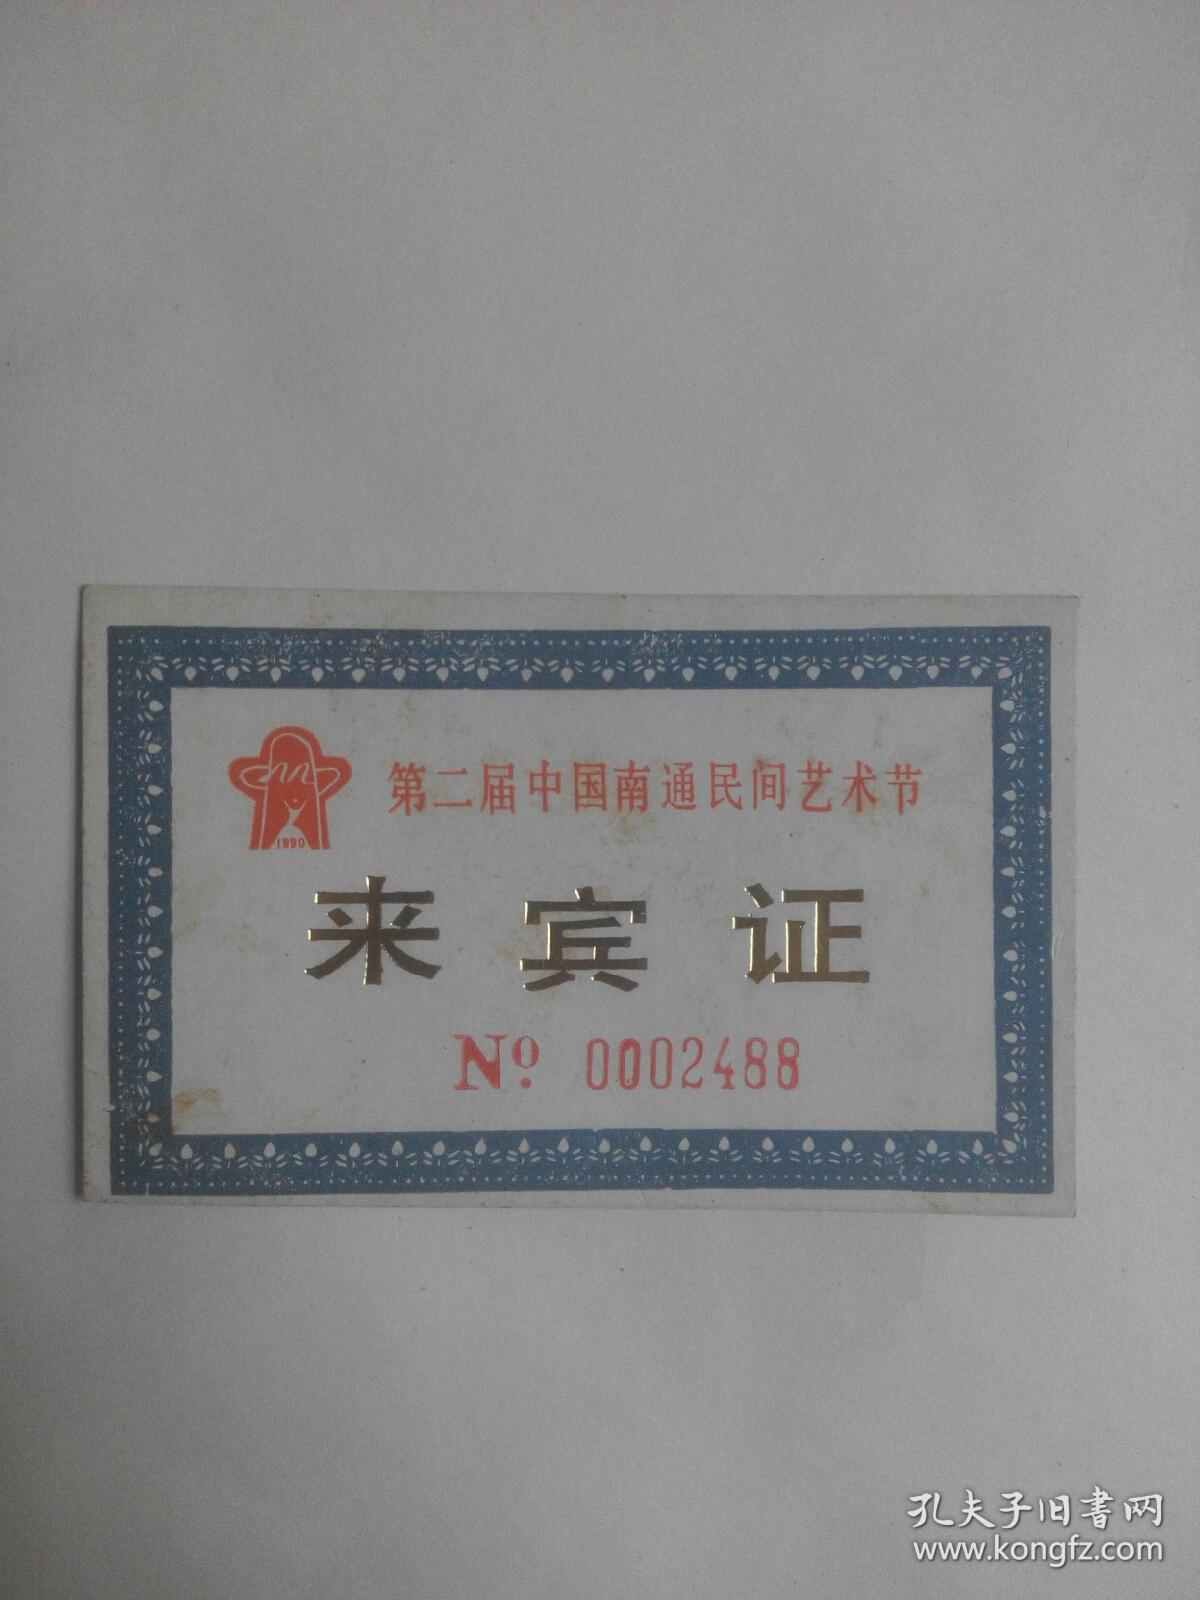 第二届中国南通民间艺术节
1990
来宾证
Nº 0002488
孔夫子旧书网
www.kongfz.com